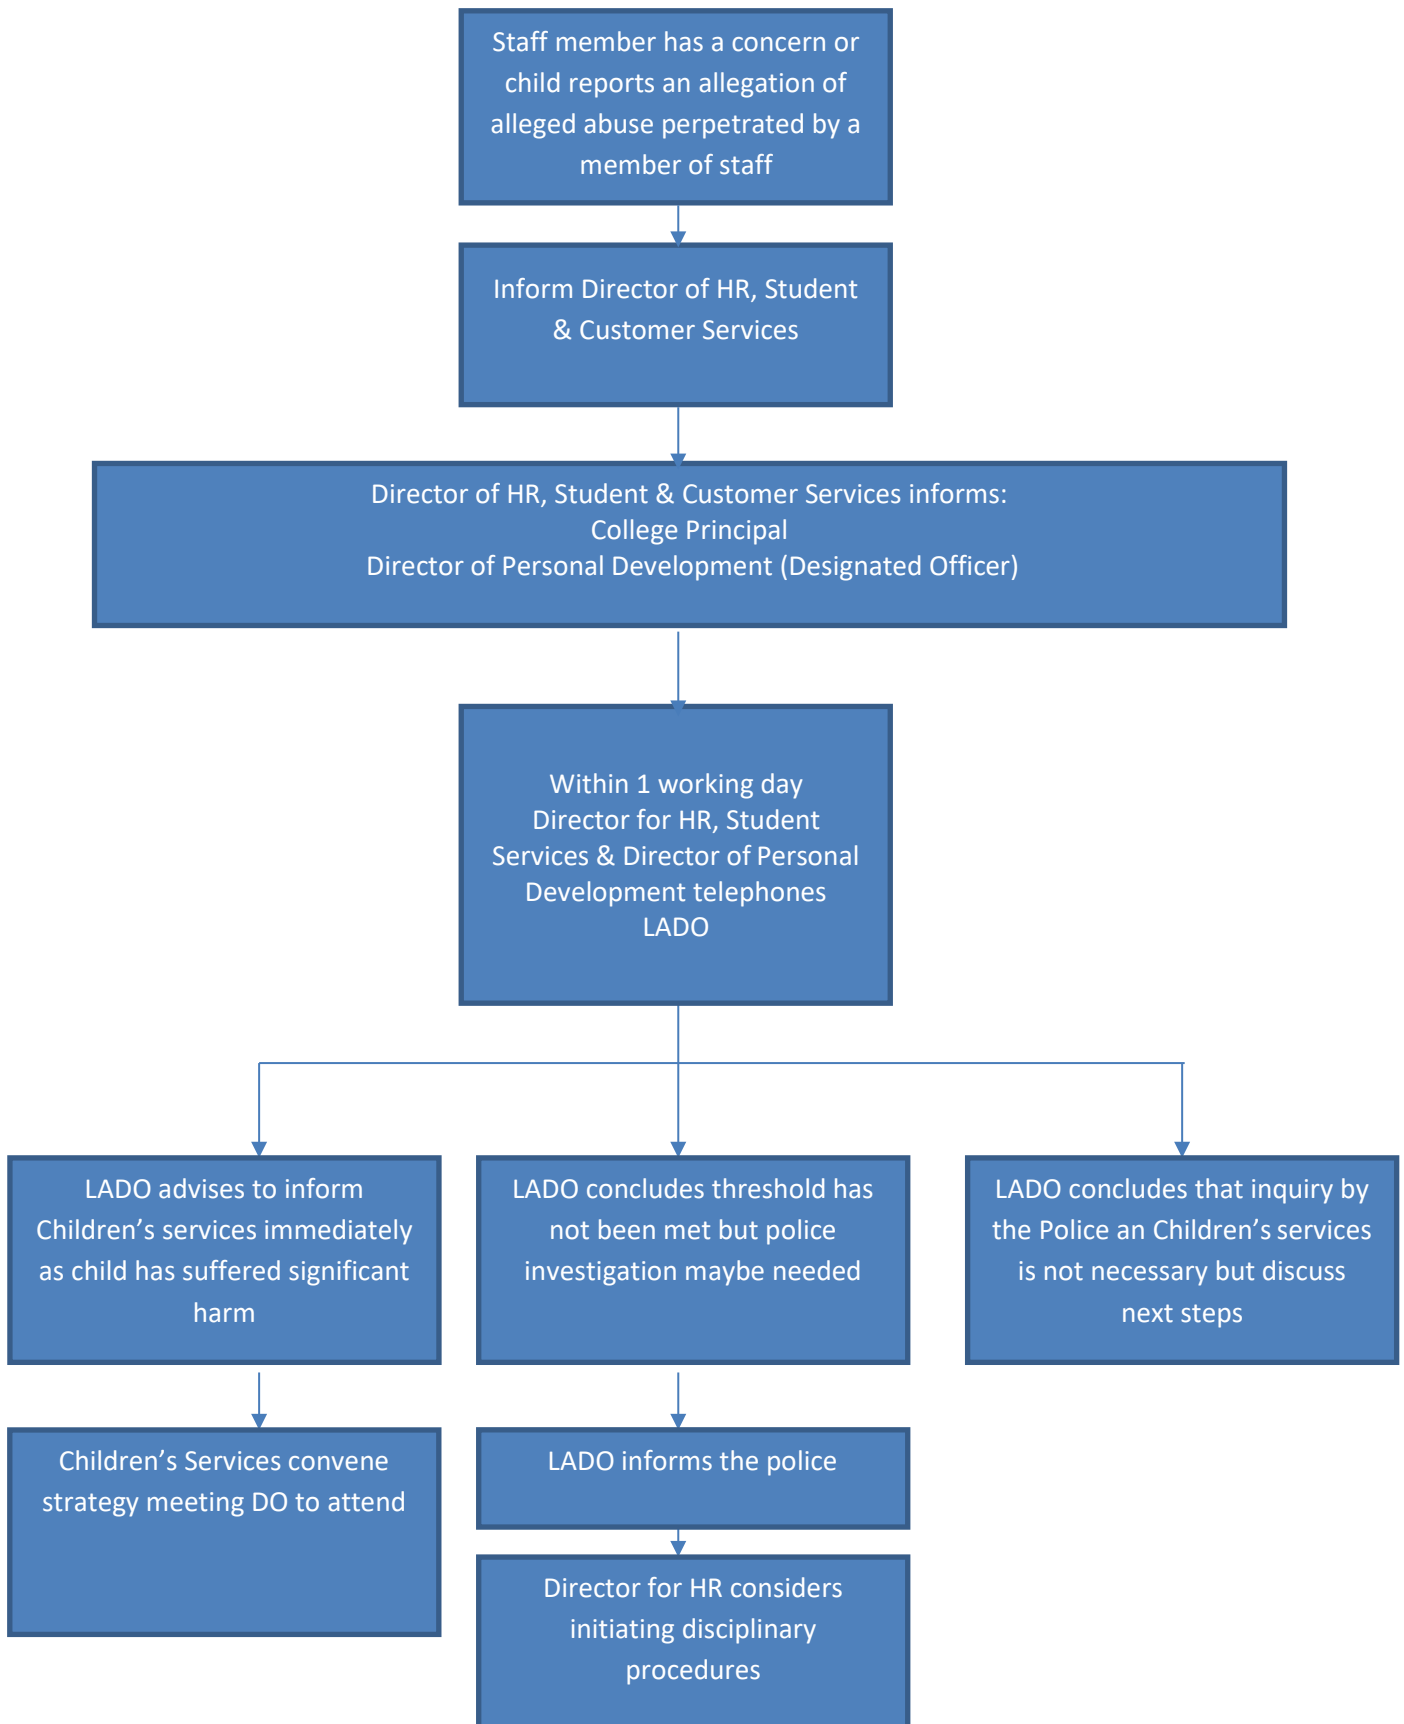 Staff member has a concern or
child reports an allegation of
alleged abuse perpetrated by a
member of staff
Inform Director of HR, Student
& Customer Services
Director of HR, Student & Customer Services informs:
College Principal
Director of Personal Development (Designated Officer)
Within 1 working day
Director for HR, Student
Services & Director of Personal
Development telephones
LADO
LADO advises to inform
Children’s services immediately
as child has suffered significant
harm
LADO concludes threshold has
not been met but police
investigation maybe needed
LADO concludes that inquiry by
the Police an Children’s services
is not necessary but discuss
next steps
Children’s Services convene
strategy meeting DO to attend
LADO informs the police
Director for HR considers
initiating disciplinary
procedures